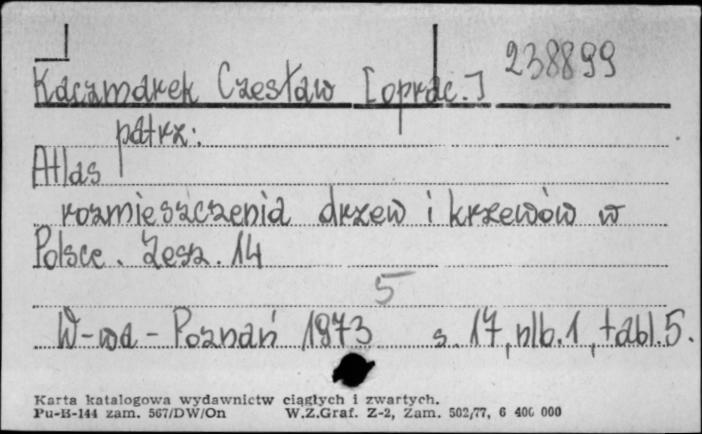 238899
Kaczmarek Czesław [oprac.]
patrz:
Atlas
rozmieszczenia drzew i krzewów w
Polsce. Zesz. 14
5
W-wa - Poznań 1973 s. 17, nlb. 1, tabl. 5.
Karta katalogowa wydawnictw ciągłych i zwartych.
Pu-B-144 zam. 567/DW/On W.Z.Graf. Z-2, Zam. 502/77, 6 400 000